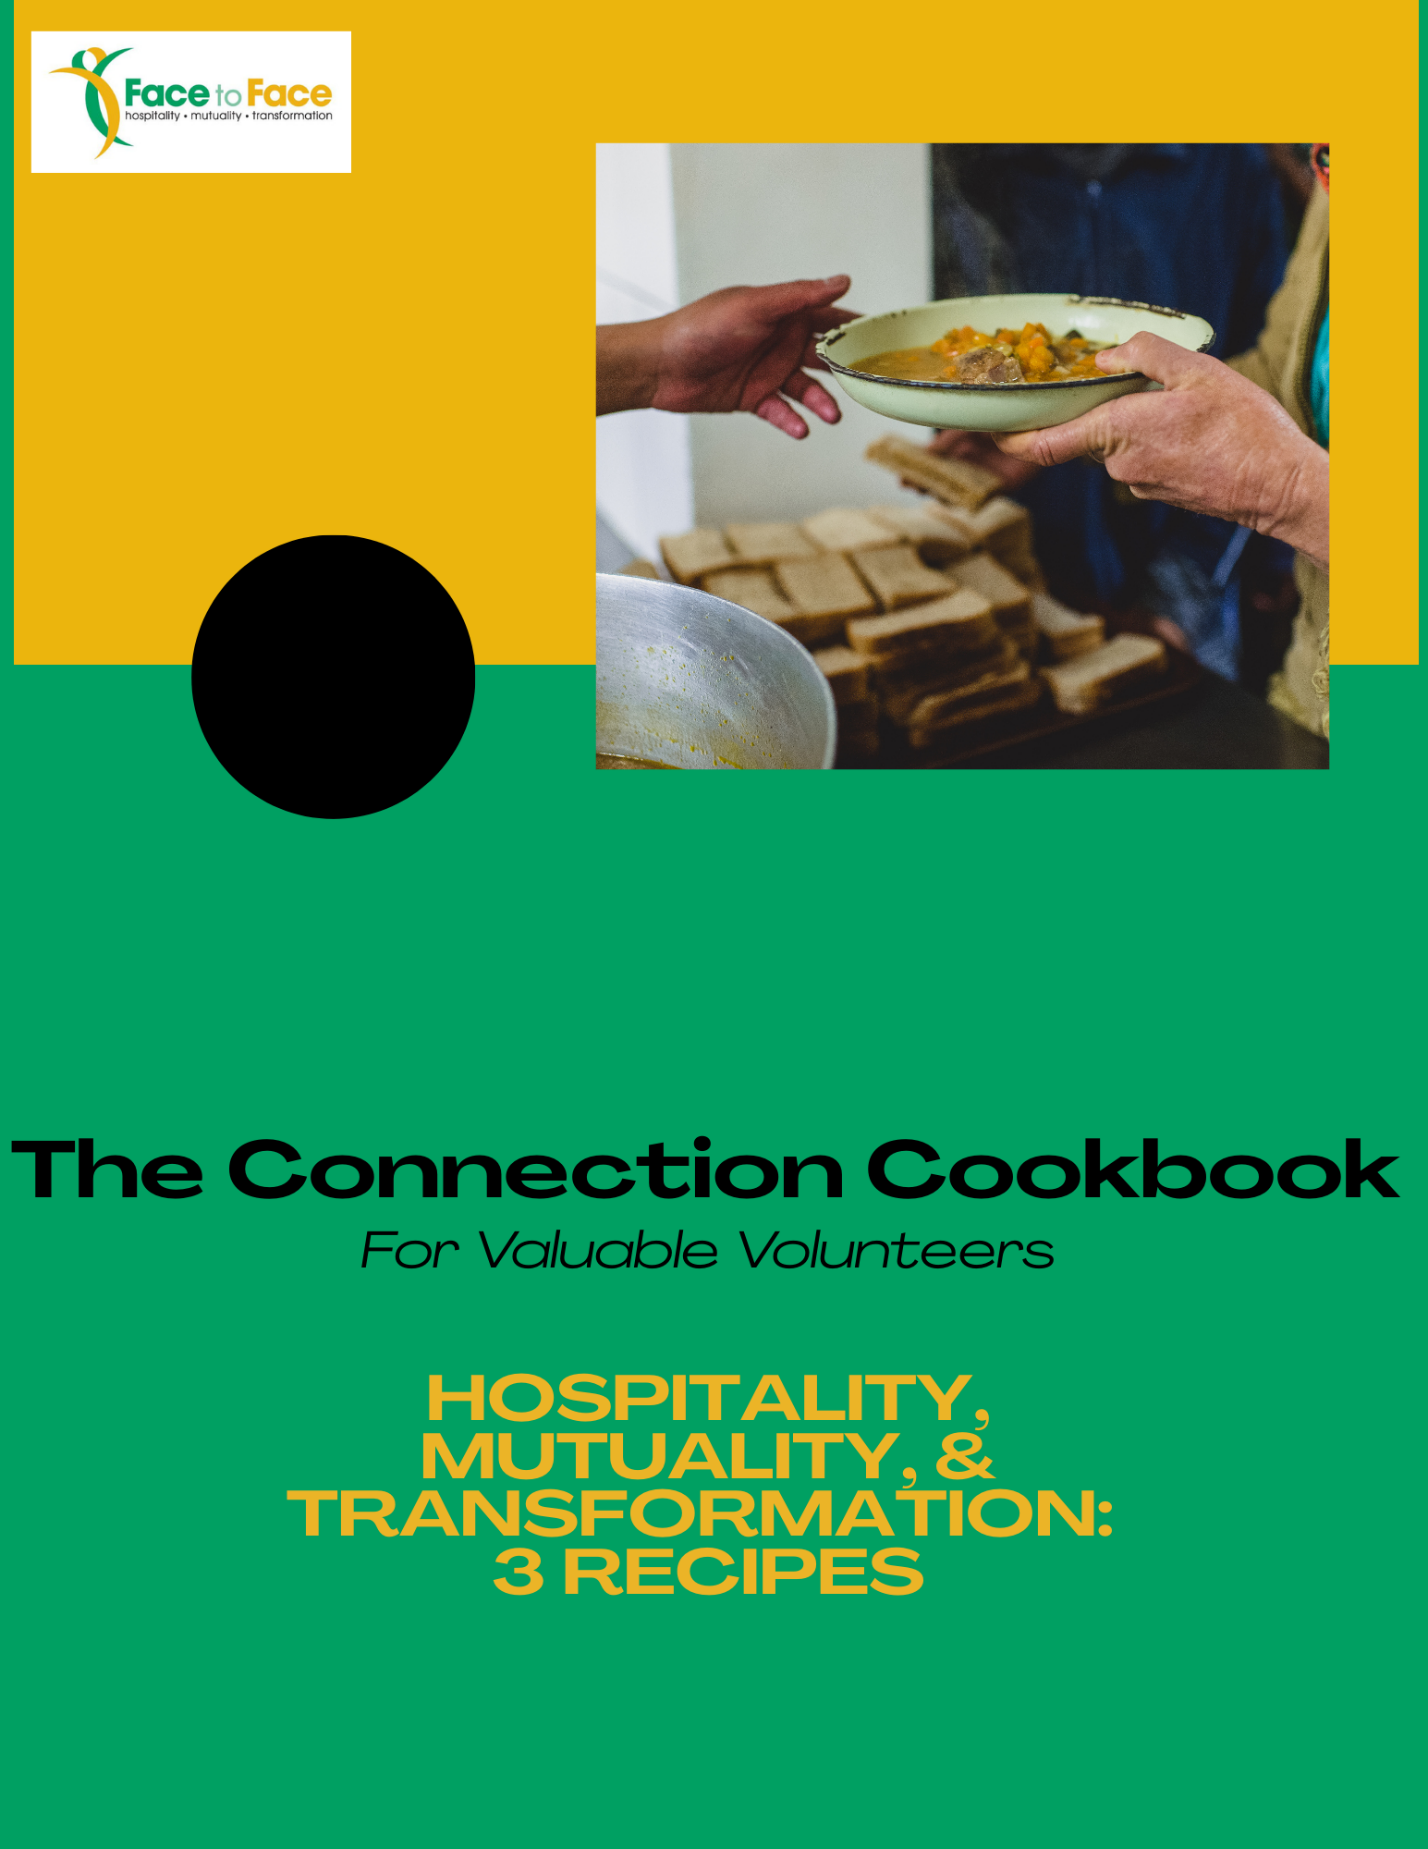 Face to Face
hospitality • mutuality • transformation
The Connection Cookbook
For Valuable Volunteers
HOSPITALITY,
MUTUALITY, &
TRANSFORMATION:
3 RECIPES